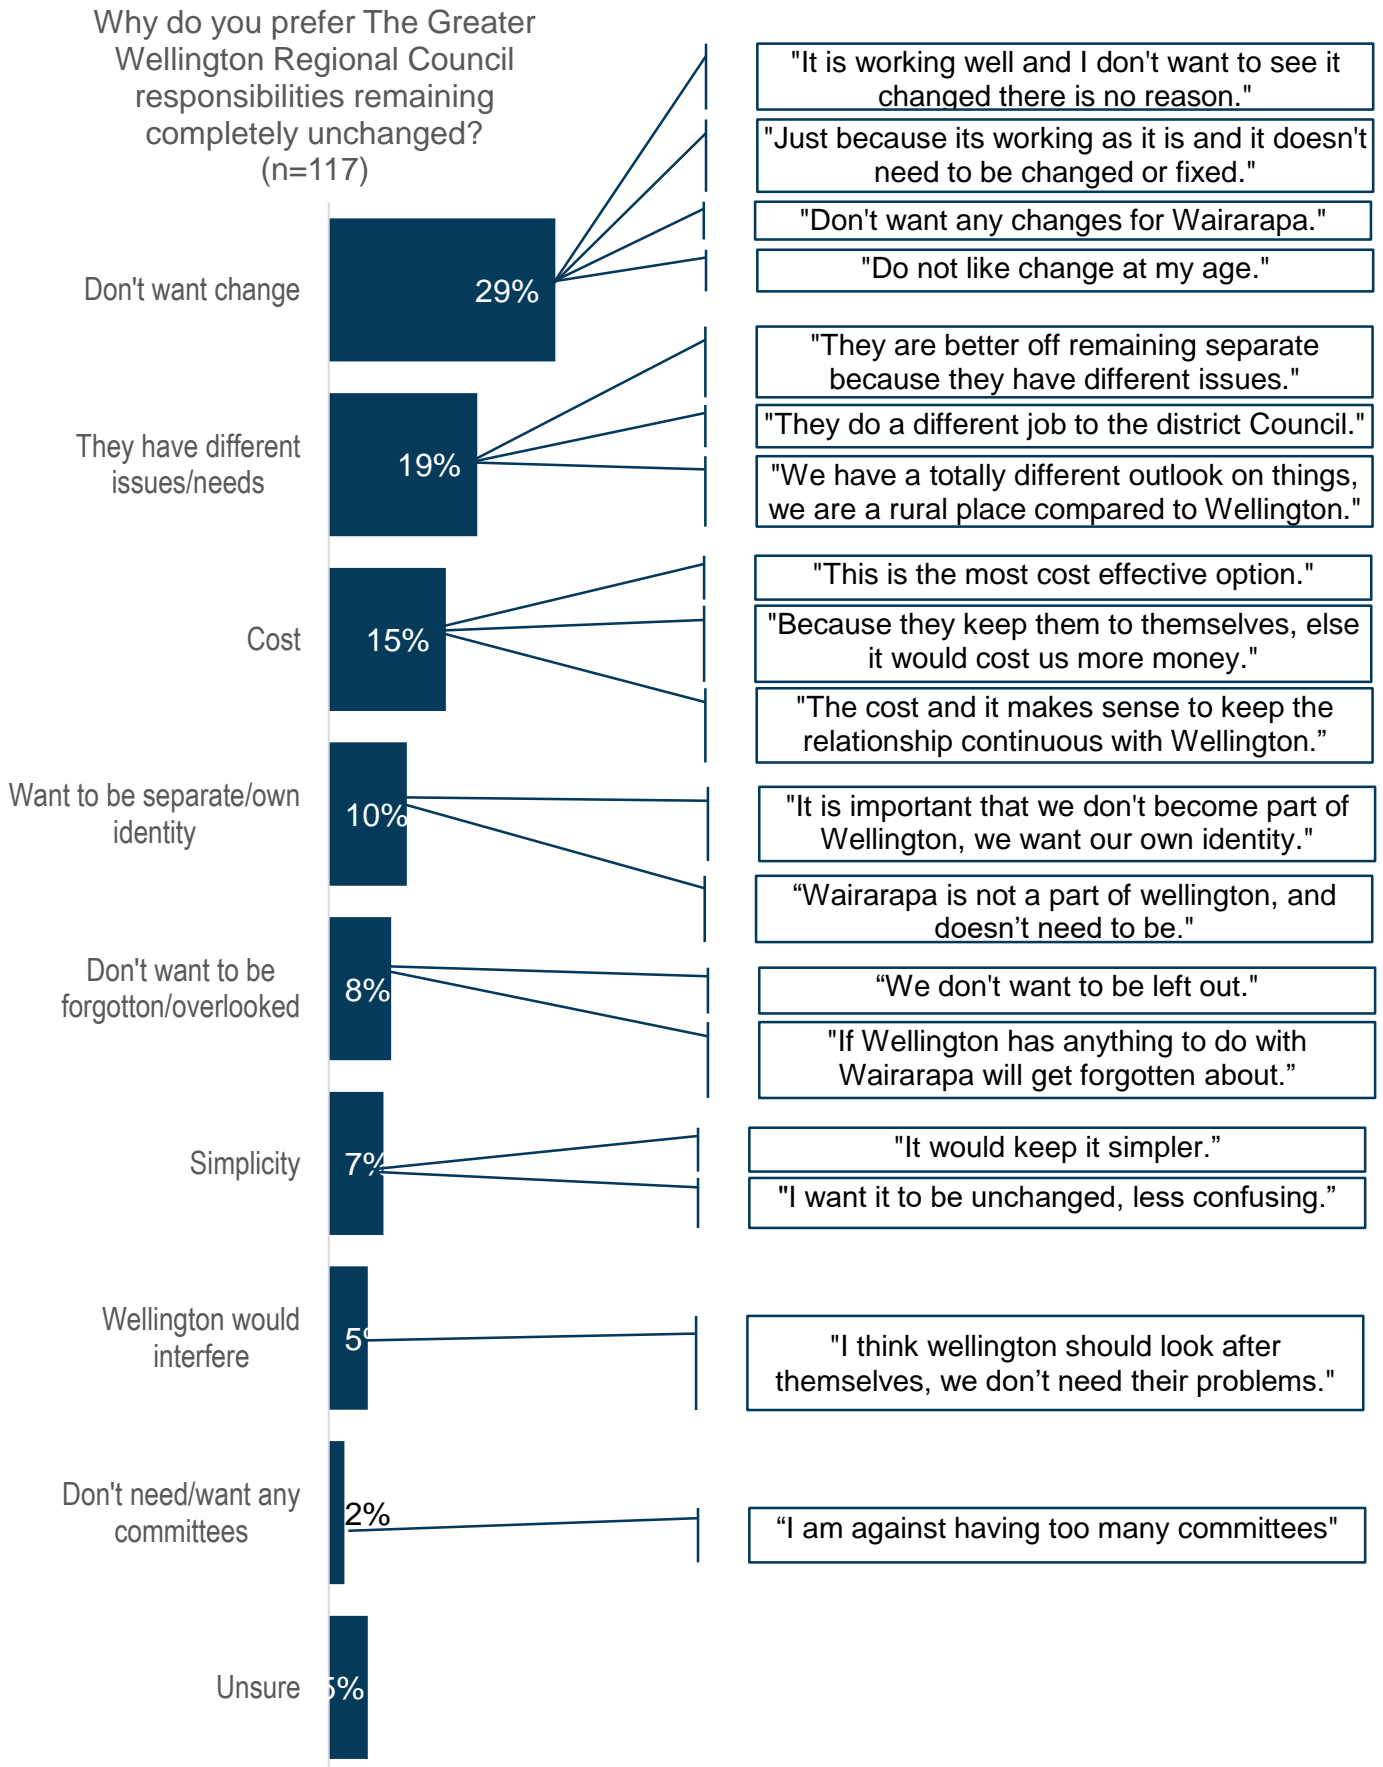 Why do you prefer The Greater
Wellington Regional Council
responsibilities remaining
completely unchanged?
(n=117)
Don't want change
29%
"It is working well and I don't want to see it
changed there is no reason."
"Just because its working as it is and it doesn't
need to be changed or fixed."
"Don't want any changes for Wairarapa."
"Do not like change at my age."
They have different
issues/needs
19%
"They are better off remaining separate
because they have different issues."
"They do a different job to the district Council."
"We have a totally different outlook on things,
we are a rural place compared to Wellington."
Cost
15%
"This is the most cost effective option."
"Because they keep them to themselves, else
it would cost us more money."
"The cost and it makes sense to keep the
relationship continuous with Wellington.”
Want to be separate/own
identity
10%
"It is important that we don't become part of
Wellington, we want our own identity."
“Wairarapa is not a part of wellington, and
doesn’t need to be."
Don't want to be
forgotton/overlooked
8%
“We don't want to be left out."
"If Wellington has anything to do with
Wairarapa will get forgotten about.”
Simplicity
7%
"It would keep it simpler.”
"I want it to be unchanged, less confusing.”
Wellington would
interfere
5%
"I think wellington should look after
themselves, we don’t need their problems."
Don't need/want any
committees
2%
“I am against having too many committees"
Unsure
5%